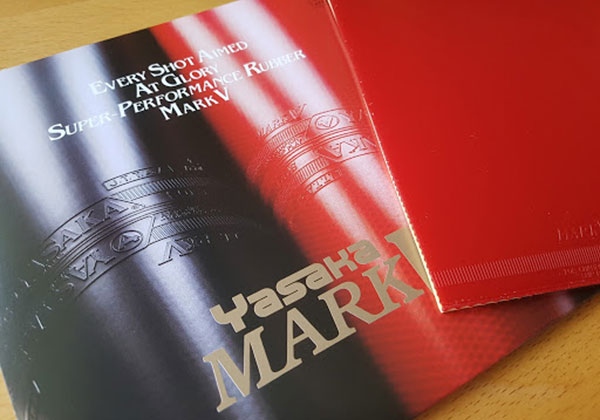 EVERY SHOT AIMED
AT GLORY
SUPER-PERFORMANCE RUBBER
MARK V
Yasaka
MARK V